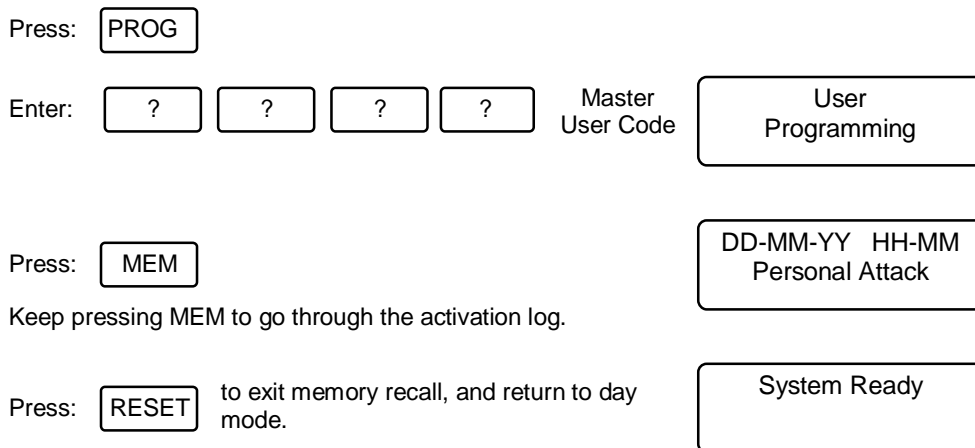 Press: PROG
Enter: ? ? ? ? Master User Code
User
Programming
Press: MEM
DD-MM-YY HH-MM
Personal Attack
Keep pressing MEM to go through the activation log.
Press: RESET to exit memory recall, and return to day
mode.
System Ready